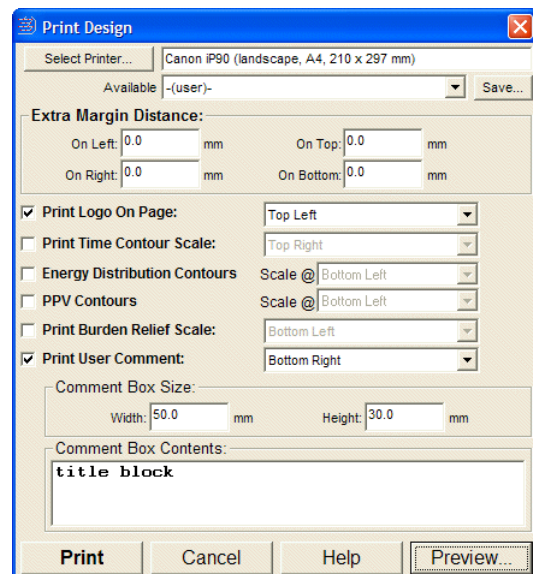 Print Design
Select Printer... Canon iP90 (landscape, A4, 210 x 297 mm)
Available -(user)- Save...
Extra Margin Distance:
On Left: 0.0 mm On Top: 0.0 mm
On Right: 0.0 mm On Bottom: 0.0 mm
Print Logo On Page: Top Left
Print Time Contour Scale: Top Right
Energy Distribution Contours Scale @ Bottom Left
PPV Contours Scale @ Bottom Left
Print Burden Relief Scale: Bottom Left
Print User Comment: Bottom Right
Comment Box Size:
Width: 50.0 mm Height: 30.0 mm
Comment Box Contents:
title block
Print Cancel Help Preview...